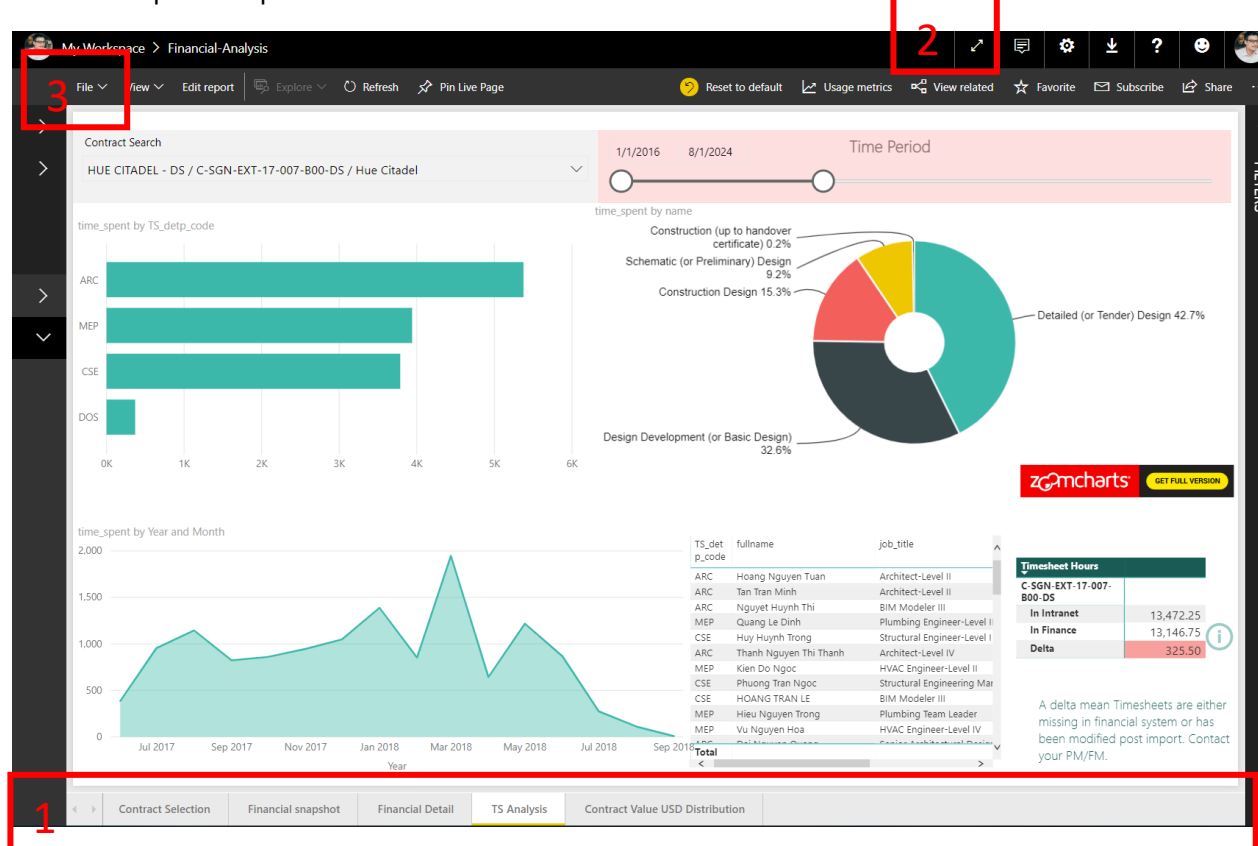 2
My Workspace > Financial-Analysis
?
3
File
View
Edit report
Explore
Refresh
Pin Live Page
Reset to default
Usage metrics
View related
Favorite
Subscribe
Share
FILTERS
Contract Search
HUE CITADEL - DS / C-SGN-EXT-17-007-B00-DS / Hue Citadel
1/1/2016
8/1/2024
Time Period
time_spent by TS_detp_code
ARC
MEP
CSE
DOS
0K
1K
2K
3K
4K
5K
6K
time_spent by name
Construction (up to handover
certificate) 0.2%
Schematic (or Preliminary) Design
9.2%
Construction Design 15.3%
Detailed (or Tender) Design 42.7%
Design Development (or Basic Design)
32.6%
zoomcharts
GET FULL VERSION
time_spent by Year and Month
2,000
1,500
1,000
500
0
Jul 2017
Sep 2017
Nov 2017
Jan 2018
Mar 2018
May 2018
Jul 2018
Sep 2018
Year
TS_det
p_code
fullname
job_title
ARC Hoang Nguyen Tuan Architect-Level II
ARC Tan Tran Minh Architect-Level II
ARC Nguyet Huynh Thi BIM Modeler III
MEP Quang Le Dinh Plumbing Engineer-Level II
CSE Huy Huynh Trong Structural Engineer-Level I
ARC Thanh Nguyen Thi Thanh Architect-Level IV
MEP Kien Do Ngoc HVAC Engineer-Level II
CSE Phuong Tran Ngoc Structural Engineering Mar
CSE HOANG TRAN LE BIM Modeler III
MEP Hieu Nguyen Trong Plumbing Team Leader
MEP Vu Nguyen Hoa HVAC Engineer-Level IV
Total
Timesheet Hours
C-SGN-EXT-17-007-
B00-DS
In Intranet 13,472.25
In Finance 13,146.75
Delta 325.50
i
A delta mean Timesheets are either
missing in financial system or has
been modified post import. Contact
your PM/FM.
1
Contract Selection
Financial snapshot
Financial Detail
TS Analysis
Contract Value USD Distribution